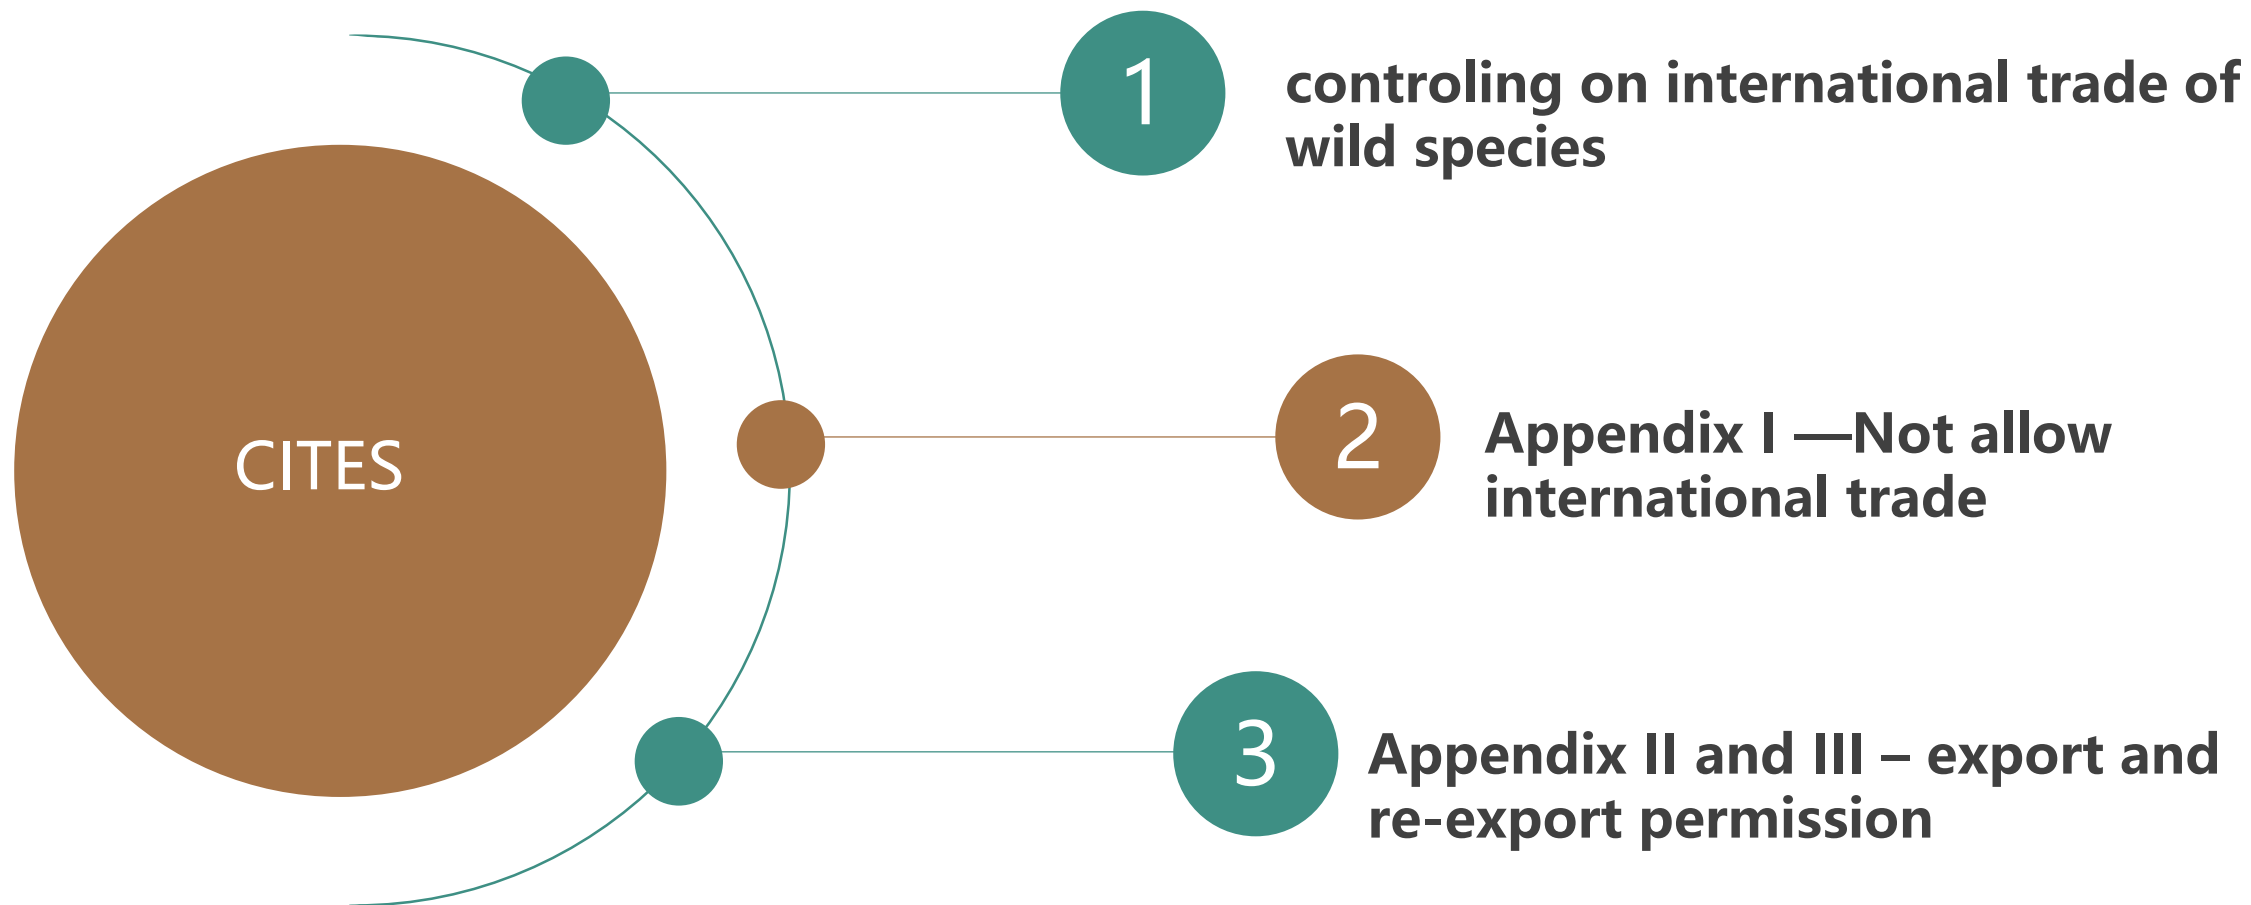 CITES
1
controling on international trade of
wild species
2
Appendix I —Not allow
international trade
3
Appendix II and III – export and
re-export permission